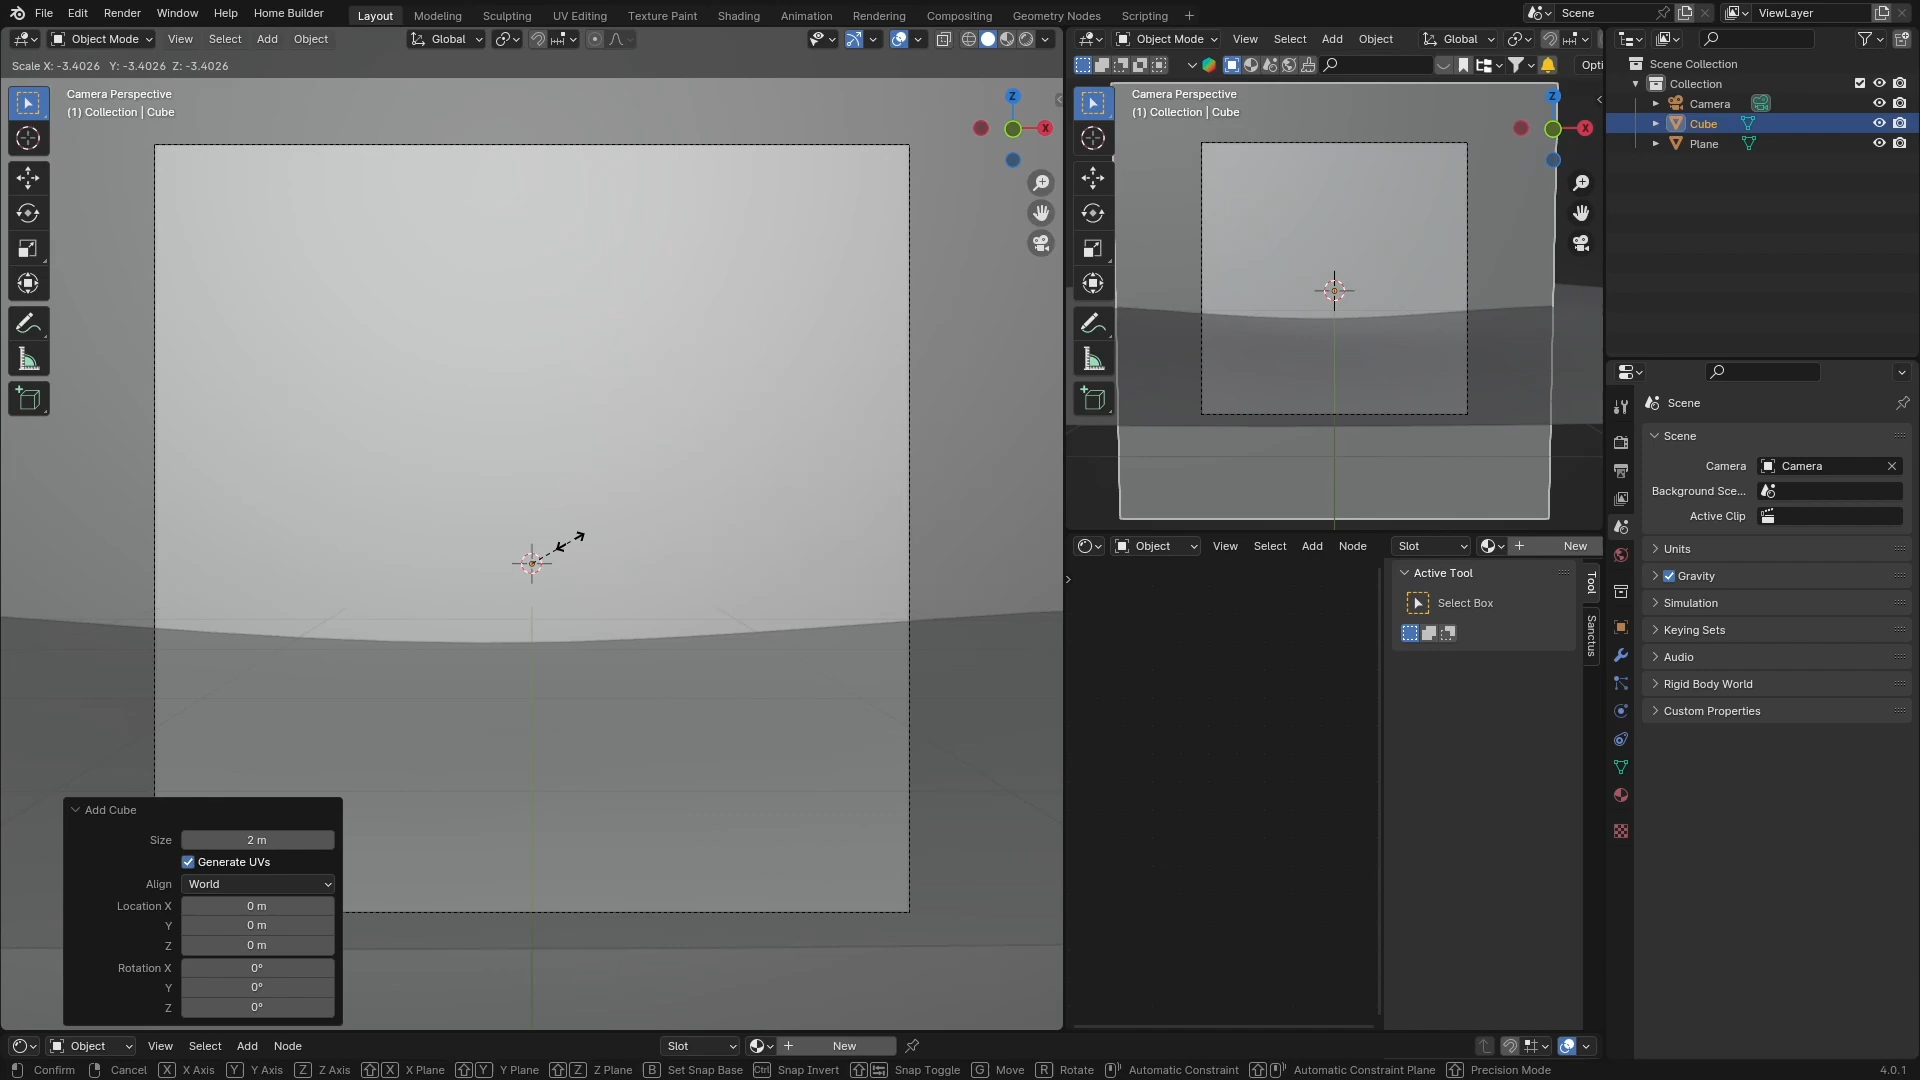 File Edit Render Window Help Home Builder Layout Modeling Sculpting UV Editing Texture Paint Shading Animation Rendering Compositing Geometry Nodes Scripting + Scene ViewLayer
Object Mode View Select Add Object Global
Object Mode View Select Add Object Global
Scale X: -3.4026 Y: -3.4026 Z: -3.4026
Opti
Camera Perspective
(1) Collection | Cube
Z
X
Camera Perspective
(1) Collection | Cube
Z
X
Scene Collection
Collection
Camera
Cube
Plane
Scene
Scene
Camera Camera
Background Sce...
Active Clip
Units
Gravity
Simulation
Keying Sets
Audio
Rigid Body World
Custom Properties
Object View Select Add Node Slot New
Active Tool
Select Box
Tool
Sanctus
Add Cube
Size 2 m
Generate UVs
Align World
Location X 0 m
Y 0 m
Z 0 m
Rotation X 0°
Y 0°
Z 0°
Object View Select Add Node Slot New
Confirm Cancel X X Axis Y Y Axis Z Z Axis X X Plane Y Y Plane Z Z Plane B Set Snap Base Ctrl Snap Invert Snap Toggle G Move R Rotate Automatic Constraint Automatic Constraint Plane Precision Mode 4.0.1